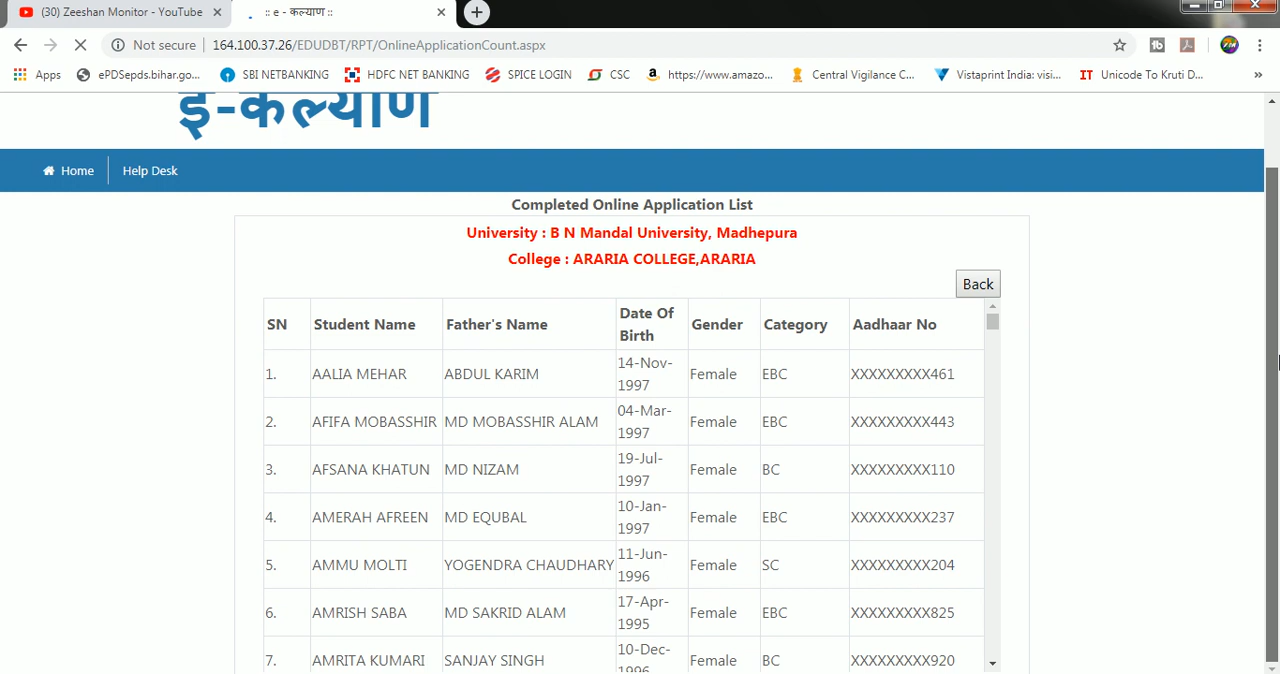 (30) Zeeshan Monitor - YouTube
:: e - कल्याण ::
Not secure
164.100.37.26/EDUDBT/RPT/OnlineApplicationCount.aspx
Apps
ePDSepds.bihar.go...
SBI NETBANKING
HDFC NET BANKING
SPICE LOGIN
CSC
https://www.amazo...
Central Vigilance C...
Vistaprint India: visi...
Unicode To Kruti D...
»
ई-कल्याण
Home
Help Desk
Completed Online Application List
University : B N Mandal University, Madhepura
College : ARARIA COLLEGE,ARARIA
Back
SN Student Name Father's Name Date Of Birth Gender Category Aadhaar No
1. AALIA MEHAR ABDUL KARIM 14-Nov-1997 Female EBC XXXXXXXXX461
2. AFIFA MOBASSHIR MD MOBASSHIR ALAM 04-Mar-1997 Female EBC XXXXXXXXX443
3. AFSANA KHATUN MD NIZAM 19-Jul-1997 Female BC XXXXXXXXX110
4. AMERAH AFREEN MD EQUBAL 10-Jan-1997 Female EBC XXXXXXXXX237
5. AMMU MOLTI YOGENDRA CHAUDHARY 11-Jun-1996 Female SC XXXXXXXXX204
6. AMRISH SABA MD SAKRID ALAM 17-Apr-1995 Female EBC XXXXXXXXX825
7. AMRITA KUMARI SANJAY SINGH 10-Dec-1996 Female BC XXXXXXXXX920